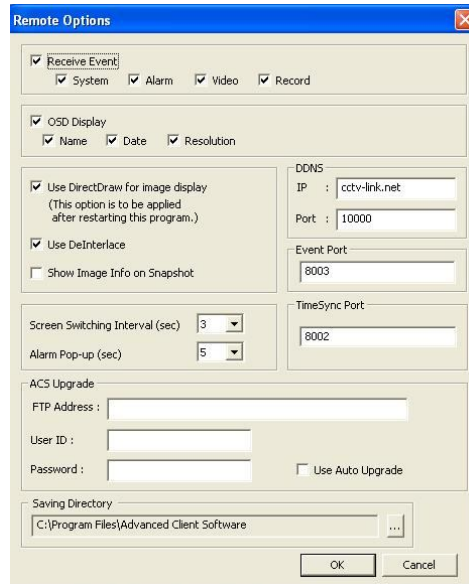 Remote Options
Receive Event
System Alarm Video Record
OSD Display
Name Date Resolution
Use DirectDraw for image display
(This option is to be applied
after restarting this program.)
Use DeInterlace
Show Image Info on Snapshot
DDNS
IP : cctv-link.net
Port : 10000
Event Port
8003
Screen Switching Interval (sec) 3
Alarm Pop-up (sec) 5
TimeSync Port
8002
ACS Upgrade
FTP Address :
User ID :
Password :
Use Auto Upgrade
Saving Directory
C:\Program Files\Advanced Client Software ...
OK Cancel